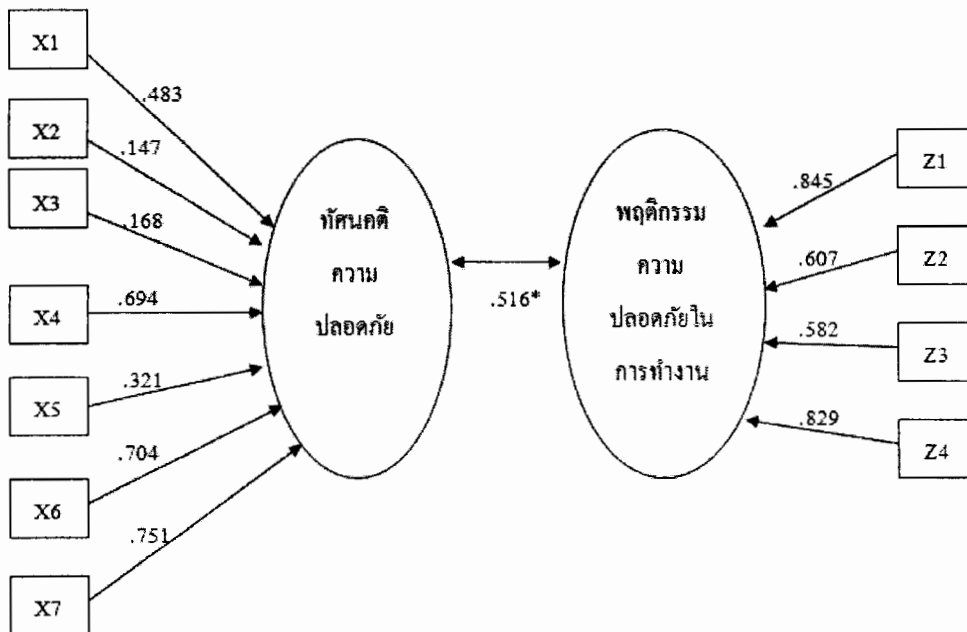 X1
.483
X2
.147
X3
.168
X4
.694
X5
.321
X6
.704
X7
.751
ทัศนคติ
ความ
ปลอดภัย
.516*
พฤติกรรม
ความ
ปลอดภัยใน
การทำงาน
Z1
.845
Z2
.607
Z3
.582
Z4
.829